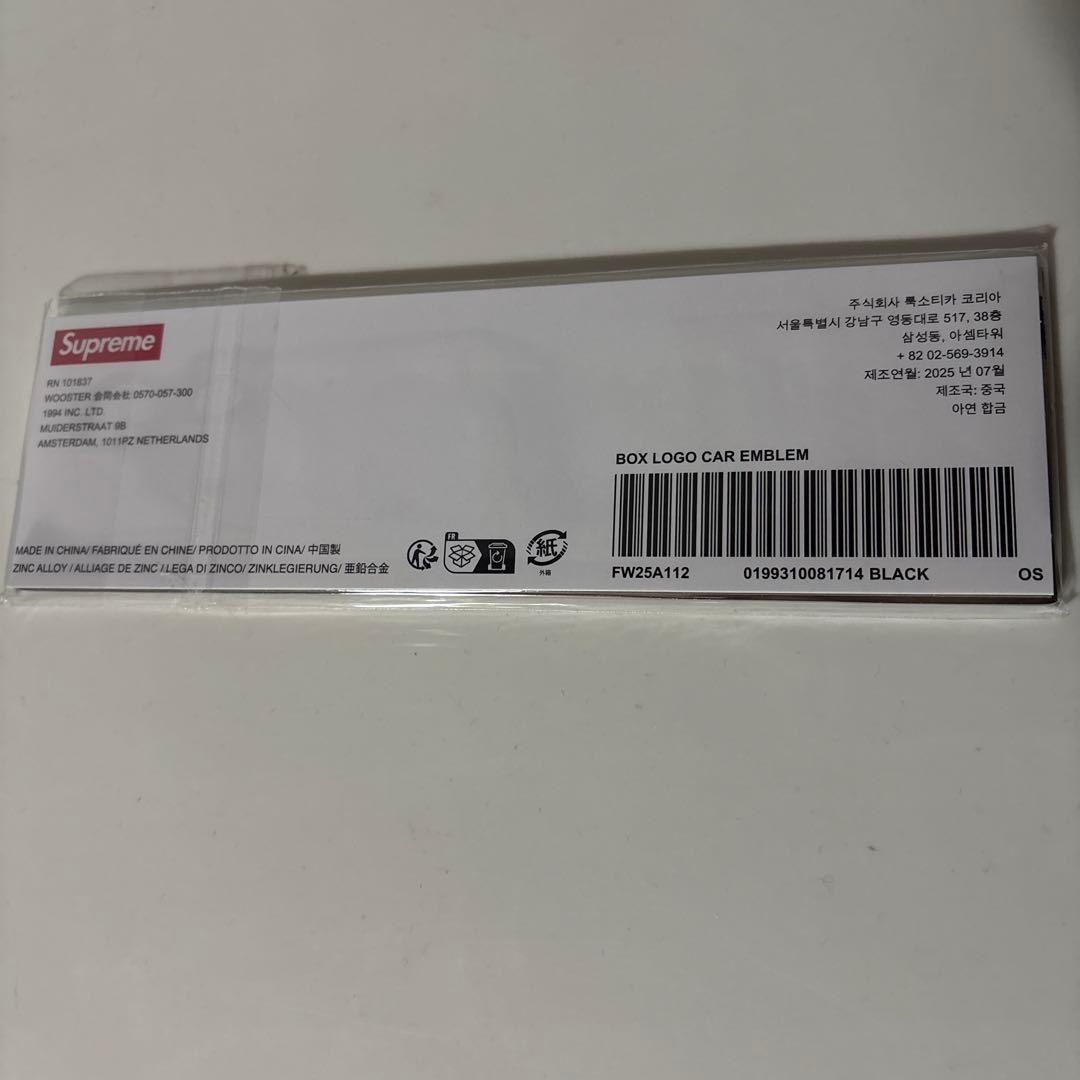 Supreme
RN 101837
WOOSTER 合同会社 0570-057-300
1994 INC. LTD.
MUIDERSTRAAT 9B
AMSTERDAM, 1011PZ NETHERLANDS
주식회사 룩소티카 코리아
서울특별시 강남구 영동대로 517, 38층
삼성동, 아셈타워
+ 82 02-569-3914
제조연월: 2025 년 07월
제조국: 중국
아연 합금
MADE IN CHINA/ FABRIQUÉ EN CHINE/ PRODOTTO IN CINA/ 中国製
ZINC ALLOY / ALLIAGE DE ZINC / LEGA DI ZINCO/ ZINKLEGIERUNG/ 亜鉛合金
FR
紙
外箱
BOX LOGO CAR EMBLEM
FW25A112 0199310081714 BLACK OS